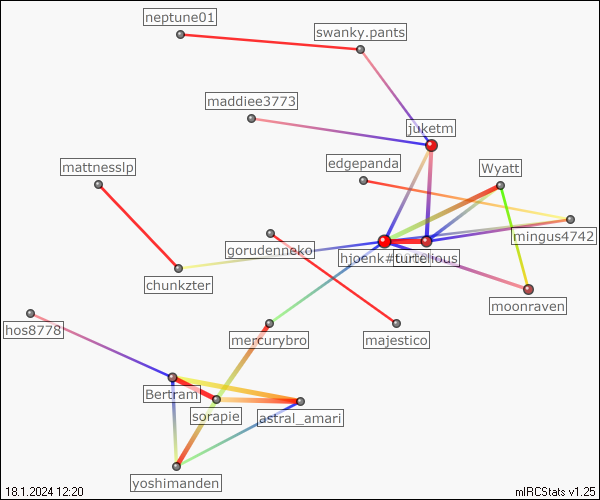 neptune01
swanky.pants
maddiee3773
juketm
edgepanda
mattnesslp
Wyatt
mingus4742
gorudenneko
hjoenk#
chunkzter
moonraven
hos8778
mercurybro
majestico
Bertram
sorapie
astral_amari
yoshimanden
18.1.2024 12:20
mIRCStats v1.25